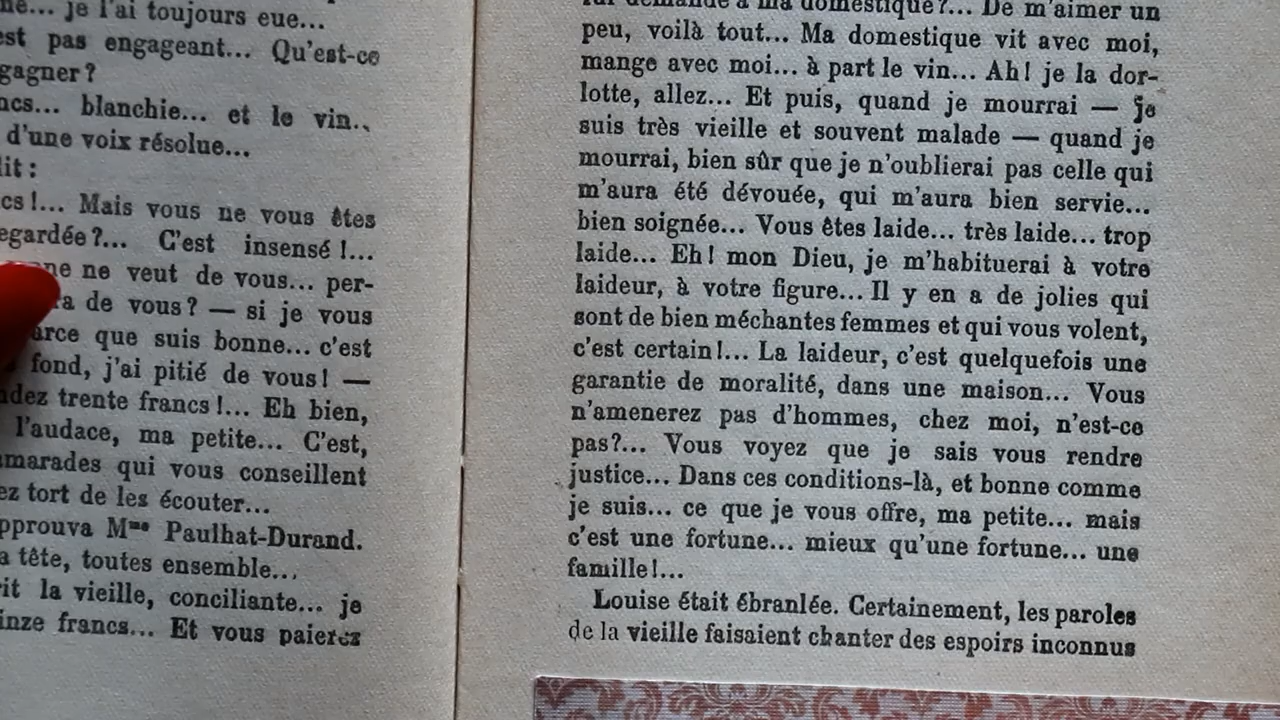 je l'ai toujours eue...
est pas engageant... Qu'est-ce
gagner ?
blanchie... et le vin..
d'une voix résolue...
Mais vous ne vous êtes
C'est insensé !...
ne veut de vous... per-
de vous ? — si je vous
que suis bonne... c'est
fond, j'ai pitié de vous ! —
trente francs !... Eh bien,
l'audace, ma petite... C'est,
qui vous conseillent
tort de les écouter...
pprouva Mme Paulhat-Durand.
tête, toutes ensemble...
la vieille, conciliante... je
francs... Et vous paierez
demande à ma domestique ?... De m'aimer un
peu, voilà tout... Ma domestique vit avec moi,
mange avec moi... à part le vin... Ah ! je la dor-
lotte, allez... Et puis, quand je mourrai — je
suis très vieille et souvent malade — quand je
mourrai, bien sûr que je n'oublierai pas celle qui
m'aura été dévouée, qui m'aura bien servie...
bien soignée... Vous êtes laide... très laide... trop
laide... Eh ! mon Dieu, je m'habituerai à votre
laideur, à votre figure... Il y en a de jolies qui
sont de bien méchantes femmes et qui vous volent,
c'est certain !... La laideur, c'est quelquefois une
garantie de moralité, dans une maison... Vous
n'amenerez pas d'hommes, chez moi, n'est-ce
pas ?... Vous voyez que je sais vous rendre
justice... Dans ces conditions-là, et bonne comme
je suis... ce que je vous offre, ma petite... mais
c'est une fortune... mieux qu'une fortune... une
famille !...
Louise était ébranlée. Certainement, les paroles
de la vieille faisaient chanter des espoirs inconnus